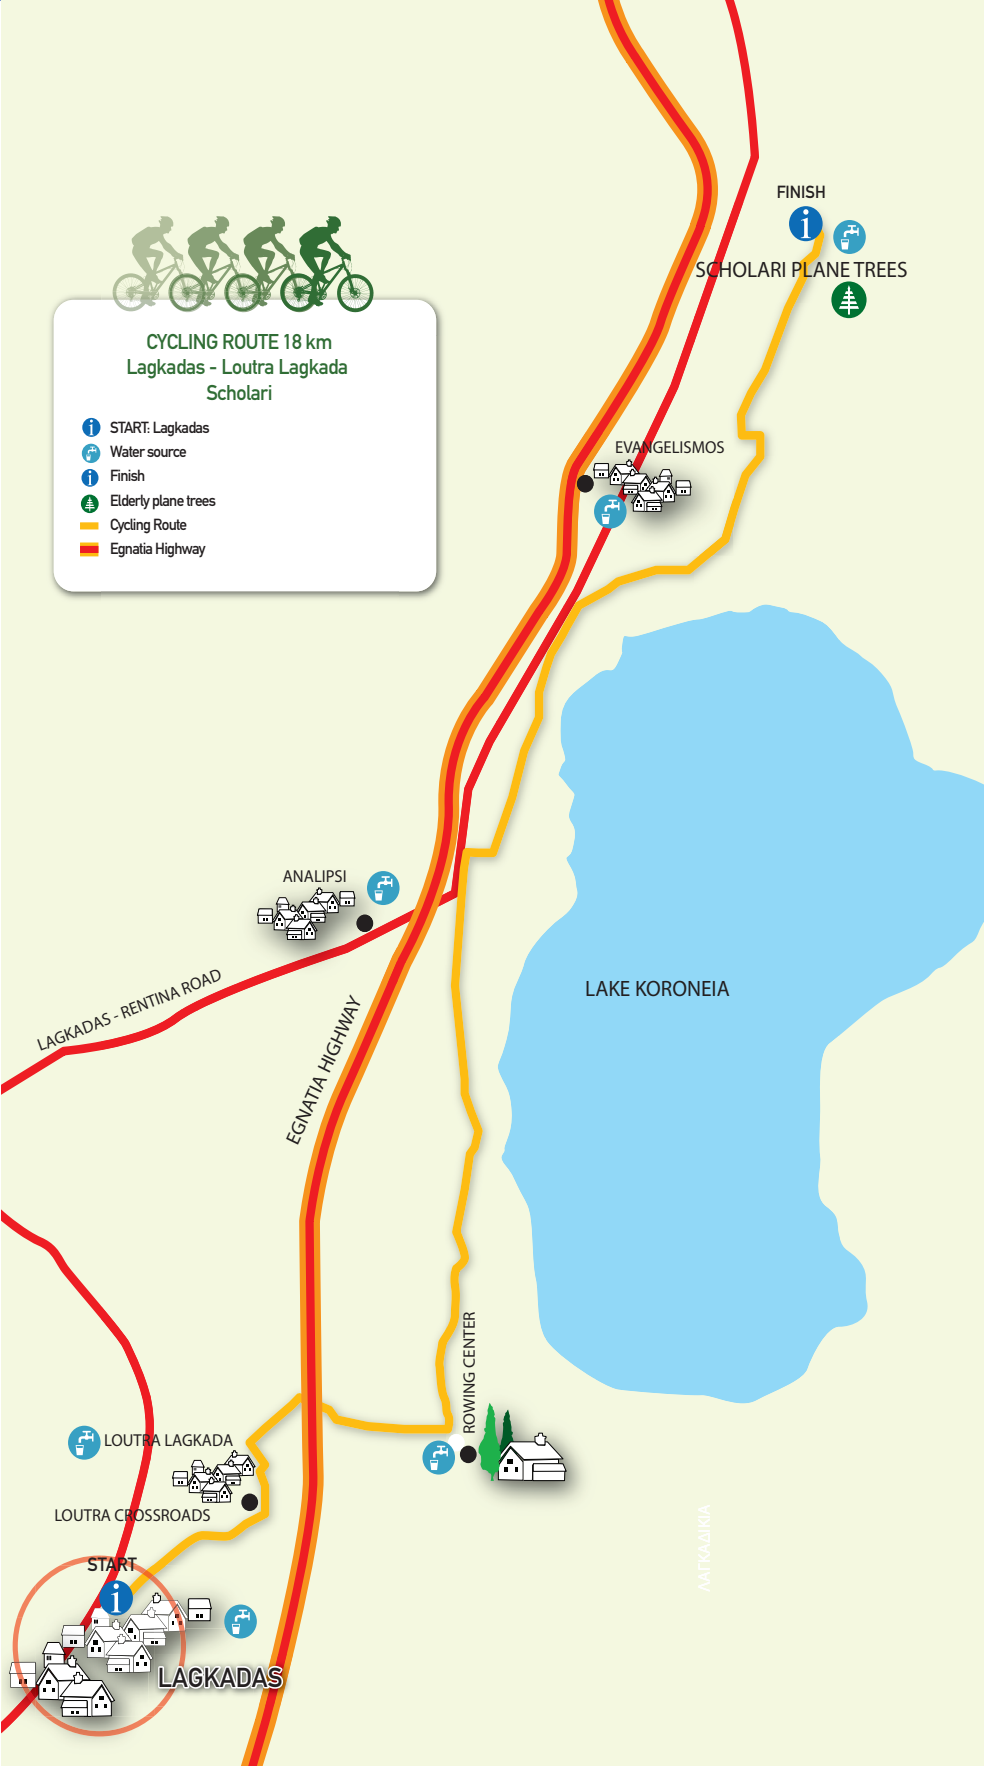 FINISH
SCHOLARI PLANE TREES
CYCLING ROUTE 18 km
Lagkadas - Loutra Lagkada
Scholari
START: Lagkadas
Water source
Finish
Elderly plane trees
Cycling Route
Egnatia Highway
EVANGELISMOS
ANALIPSI
LAGKADAS - RENTINA ROAD
EGNATIA HIGHWAY
LAKE KORONEIA
ROWING CENTER
LOUTRA LAGKADA
LOUTRA CROSSROADS
ΛΑΓΚΑΔΙΚΙΑ
START
LAGKADAS